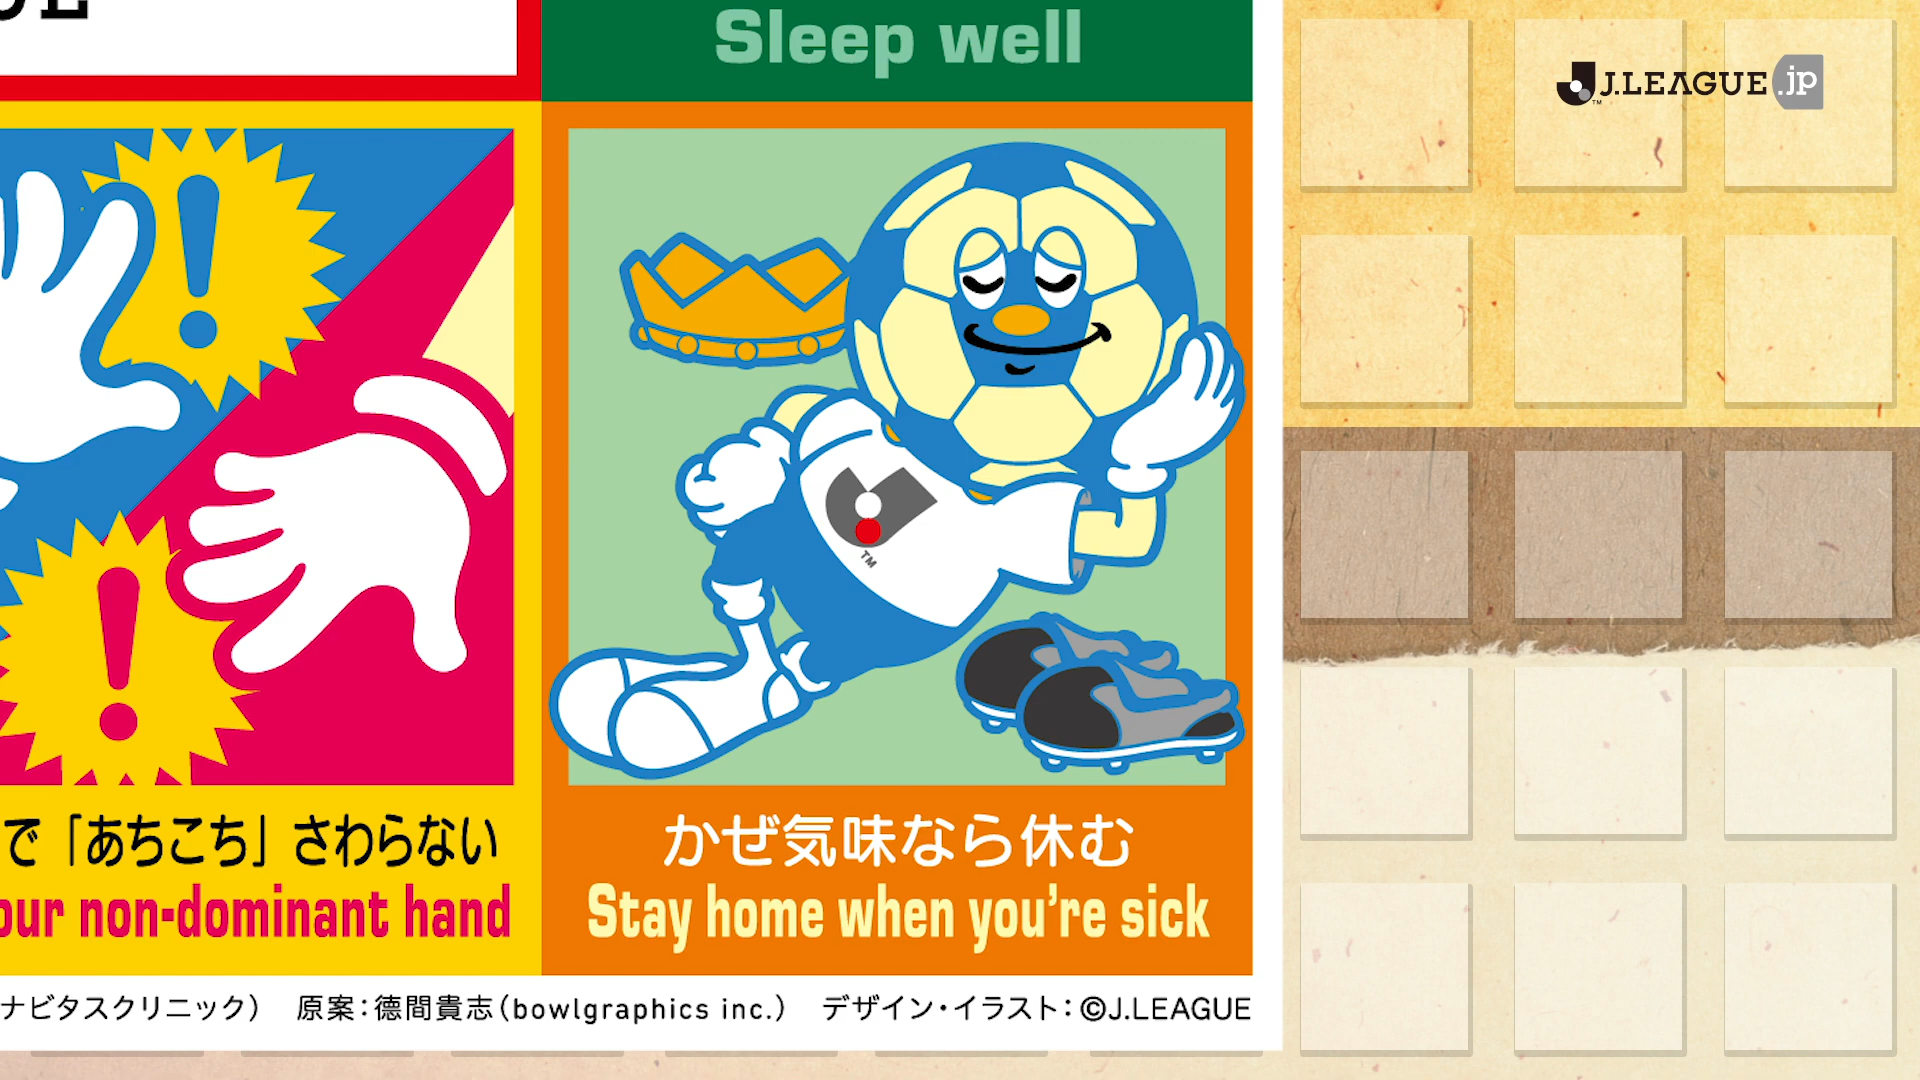 Sleep well
J.LEAGUE.jp
TM
TM
で「あちこち」さわらない
our non-dominant hand
かぜ気味なら休む
Stay home when you're sick
ナビタスクリニック） 原案：徳間貴志（bowlgraphics inc.） デザイン・イラスト：©J.LEAGUE